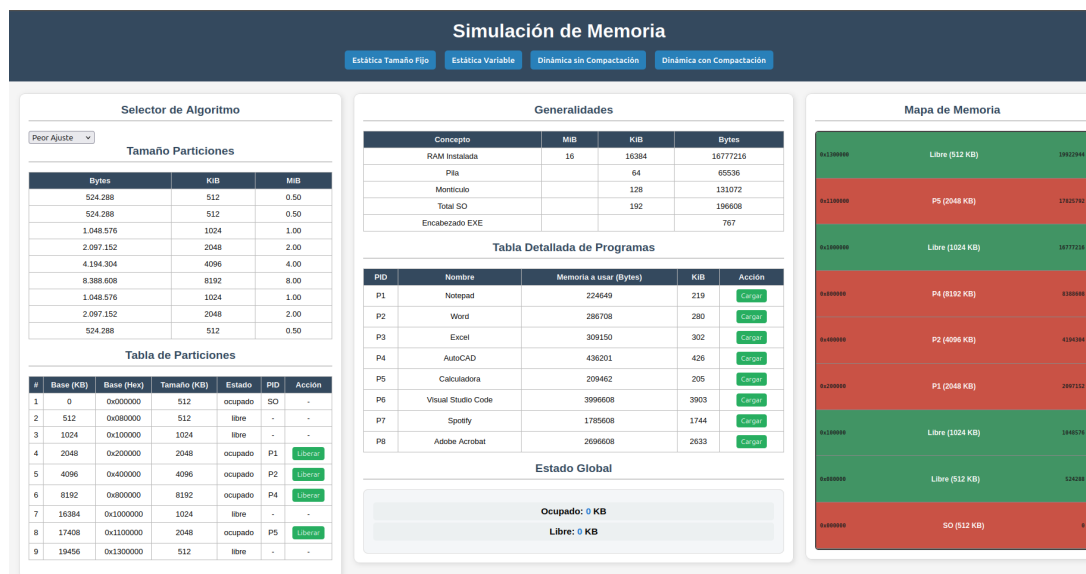 Simulación de Memoria
Estática Tamaño Fijo Estática Variable Dinámica sin Compactación Dinámica con Compactación
Selector de Algoritmo
Peor Ajuste
Tamaño Particiones
Bytes KiB MiB
524.288 512 0.50
524.288 512 0.50
1.048.576 1024 1.00
2.097.152 2048 2.00
4.194.304 4096 4.00
8.388.608 8192 8.00
1.048.576 1024 1.00
2.097.152 2048 2.00
524.288 512 0.50
Tabla de Particiones
# Base (KB) Base (Hex) Tamaño (KB) Estado PID Acción
1 0 0x000000 512 ocupado SO -
2 512 0x080000 512 libre - -
3 1024 0x100000 1024 libre - -
4 2048 0x200000 2048 ocupado P1 Liberar
5 4096 0x400000 4096 ocupado P2 Liberar
6 8192 0x800000 8192 ocupado P4 Liberar
7 16384 0x1000000 1024 libre - -
8 17408 0x1100000 2048 ocupado P5 Liberar
9 19456 0x1300000 512 libre - -
Generalidades
Concepto MiB KiB Bytes
RAM Instalada 16 16384 16777216
Pila 64 65536
Montículo 128 131072
Total SO 192 196608
Encabezado EXE 767
Tabla Detallada de Programas
PID Nombre Memoria a usar (Bytes) KiB Acción
P1 Notepad 224649 219 Cargar
P2 Word 286708 280 Cargar
P3 Excel 309150 302 Cargar
P4 AutoCAD 436201 426 Cargar
P5 Calculadora 209462 205 Cargar
P6 Visual Studio Code 3996608 3903 Cargar
P7 Spotify 1785608 1744 Cargar
P8 Adobe Acrobat 2696608 2633 Cargar
Estado Global
Ocupado: 0 KB
Libre: 0 KB
Mapa de Memoria
0x1300000 Libre (512 KB) 19922944
0x1100000 P5 (2048 KB) 17825792
0x1000000 Libre (1024 KB) 16777216
0x800000 P4 (8192 KB) 8388608
0x400000 P2 (4096 KB) 4194304
0x200000 P1 (2048 KB) 2097152
0x100000 Libre (1024 KB) 1048576
0x080000 Libre (512 KB) 524288
0x000000 SO (512 KB) 0